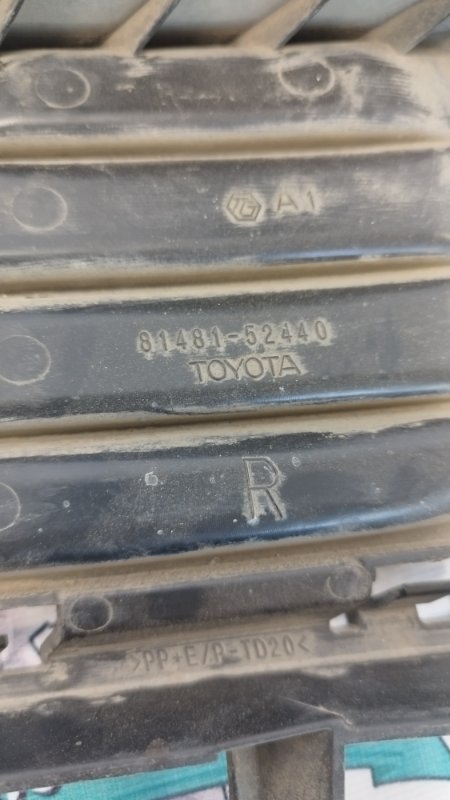 A1
81481-52440
TOYOTA
R
>PP+E/R-TD20<